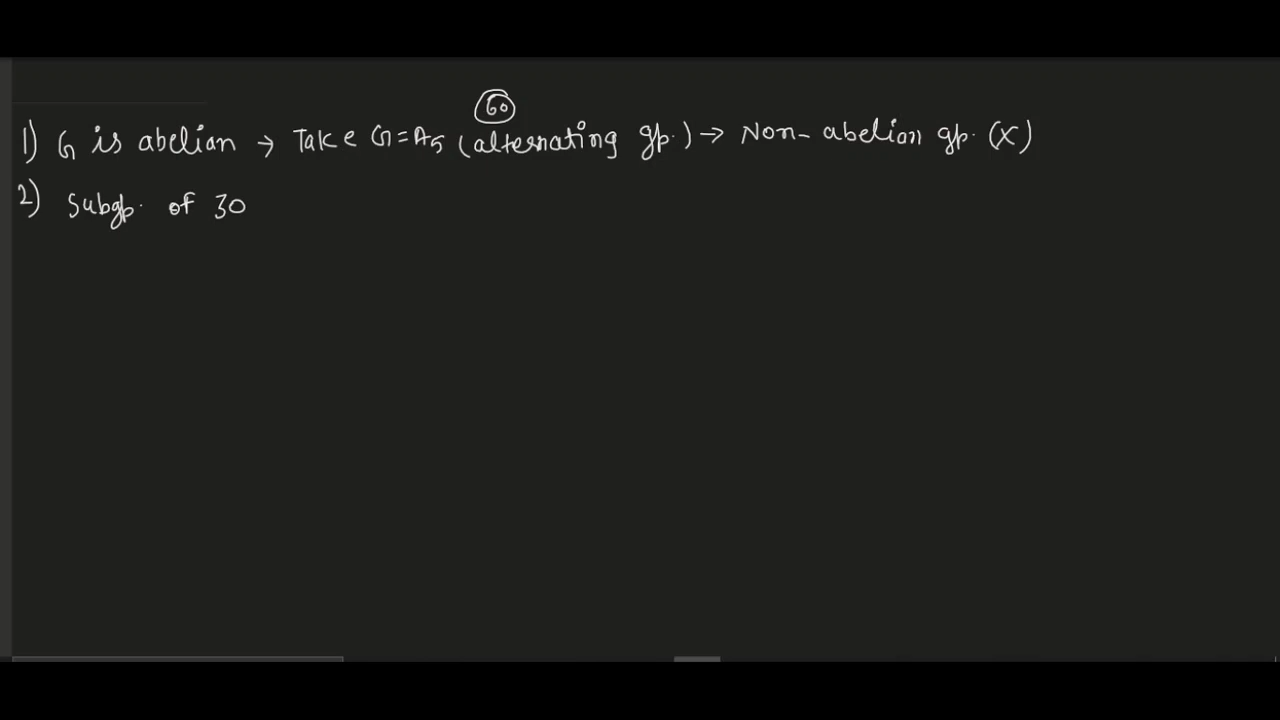 60
1) G is abelian → Take G = A5 (alternating gp.) → Non-abelian gp. (X)
2) Subgp. of 30